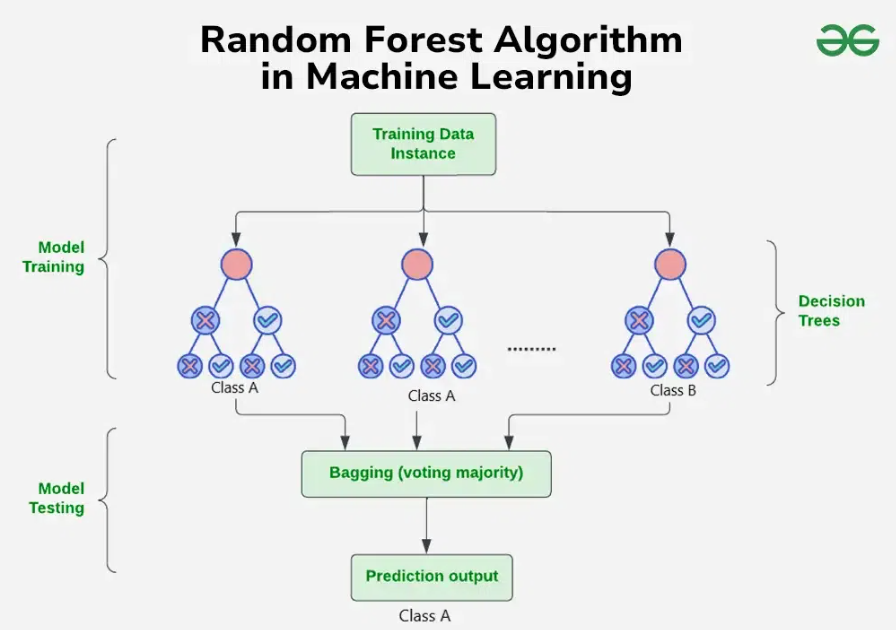 Random Forest Algorithm
in Machine Learning
Training Data
Instance
Model
Training
Decision
Trees
.........
Class A
Class A
Class B
Bagging (voting majority)
Model
Testing
Prediction output
Class A